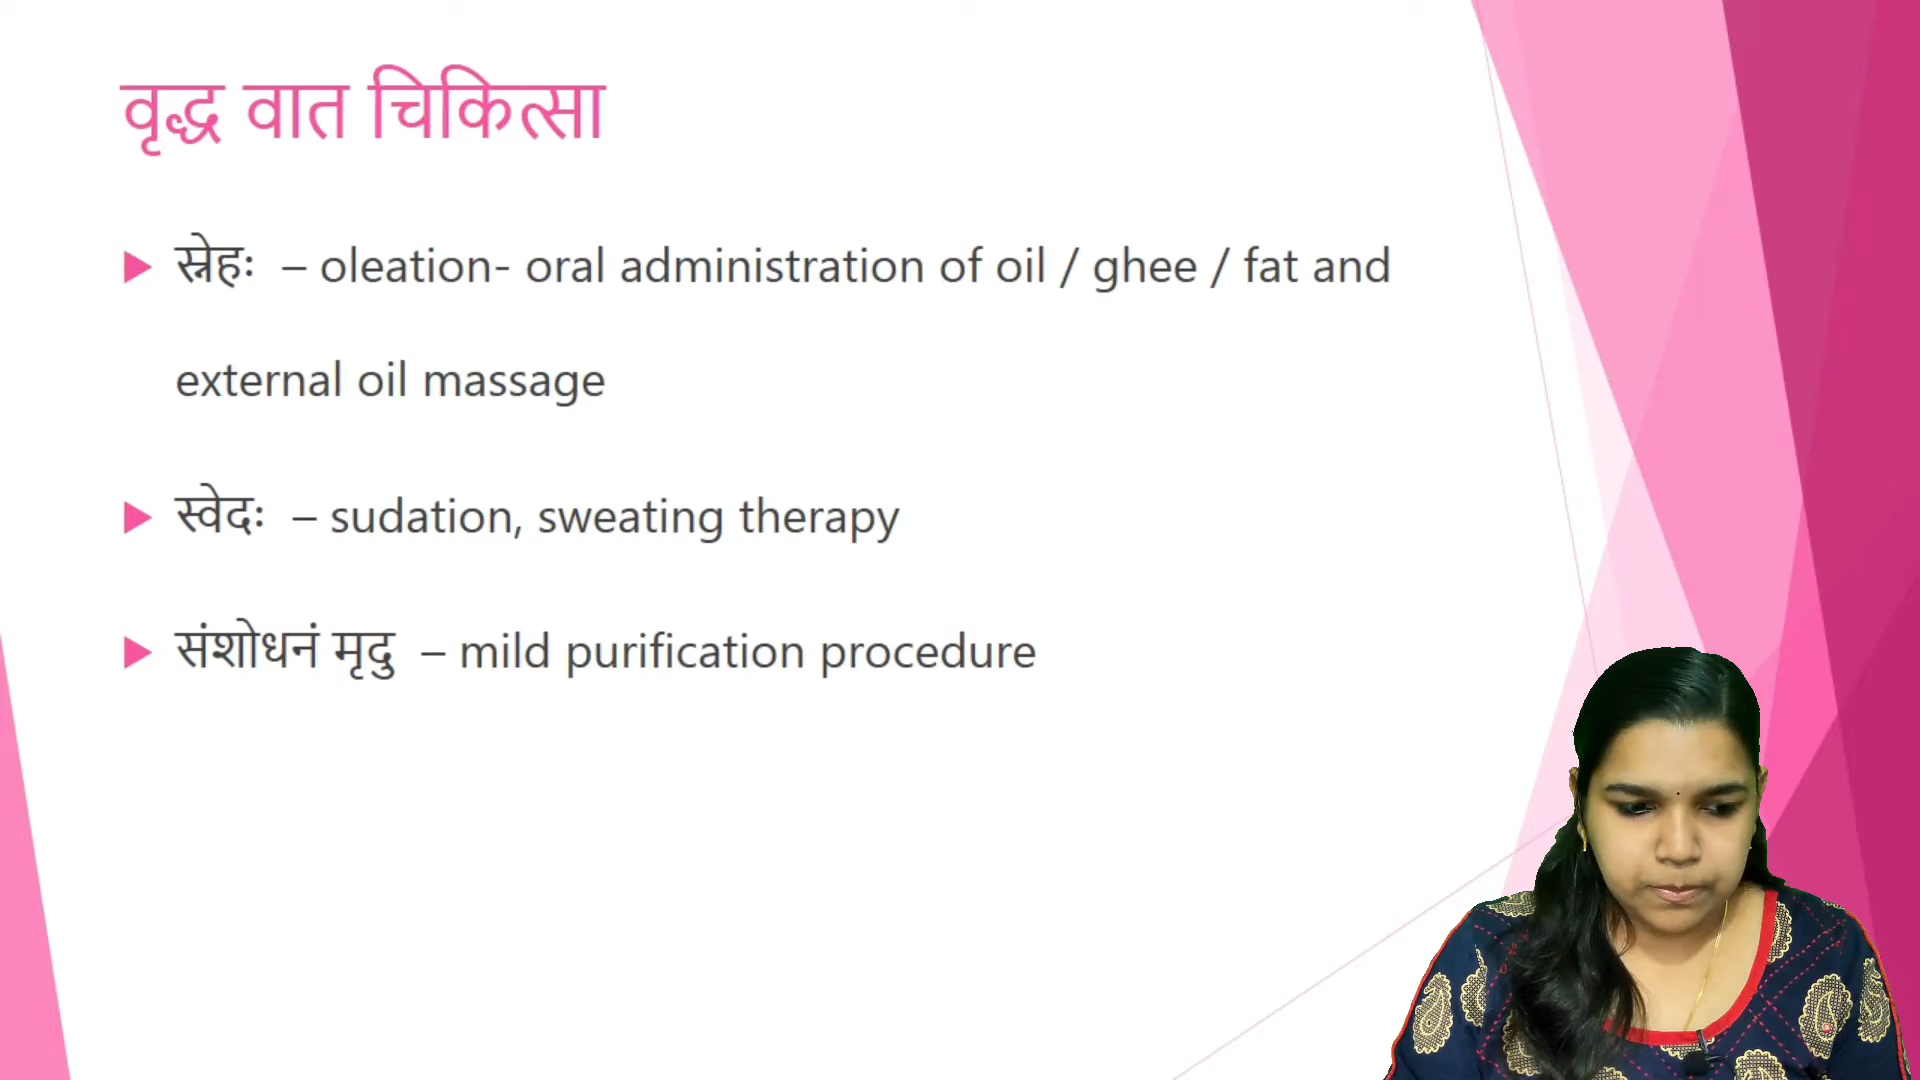 वृद्ध वात चिकित्सा
स्नेहः – oleation- oral administration of oil / ghee / fat and
external oil massage
स्वेदः – sudation, sweating therapy
संशोधनं मृदु – mild purification procedure